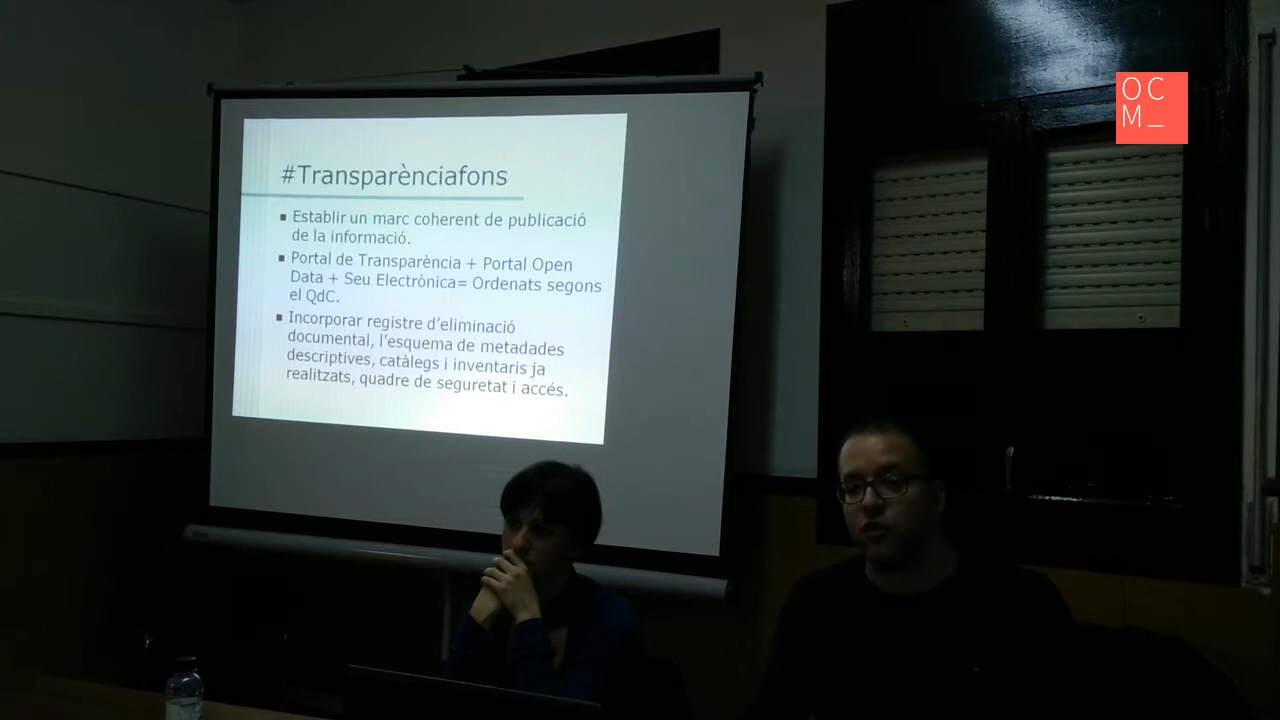 OC
M_
#Transparènciafons
Establir un marc coherent de publicació
de la informació.
Portal de Transparència + Portal Open
Data + Seu Electrònica= Ordenats segons
el QdC.
Incorporar registre d'eliminació
documental, l'esquema de metadades
descriptives, catàlegs i inventaris ja
realitzats, quadre de seguretat i accés.